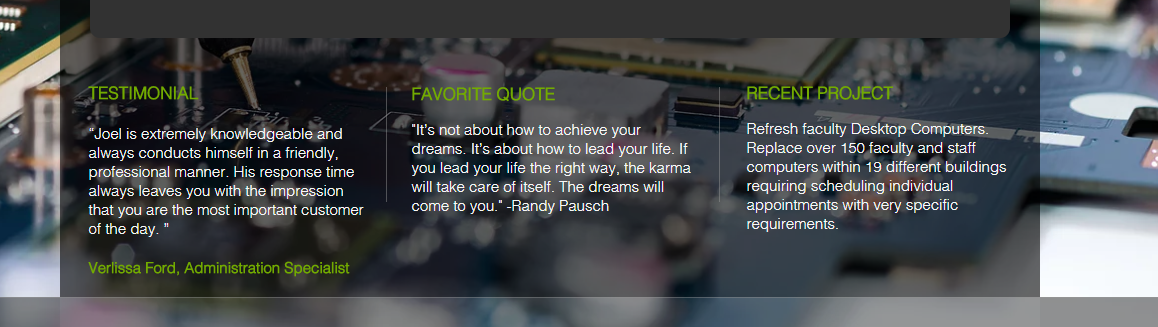 TESTIMONIAL
“Joel is extremely knowledgeable and
always conducts himself in a friendly,
professional manner. His response time
always leaves you with the impression
that you are the most important customer
of the day. "
Verlissa Ford, Administration Specialist
FAVORITE QUOTE
"It's not about how to achieve your
dreams. It's about how to lead your life. If
you lead your life the right way, the karma
will take care of itself. The dreams will
come to you." -Randy Pausch
RECENT PROJECT
Refresh faculty Desktop Computers.
Replace over 150 faculty and staff
computers within 19 different buildings
requiring scheduling individual
appointments with very specific
requirements.